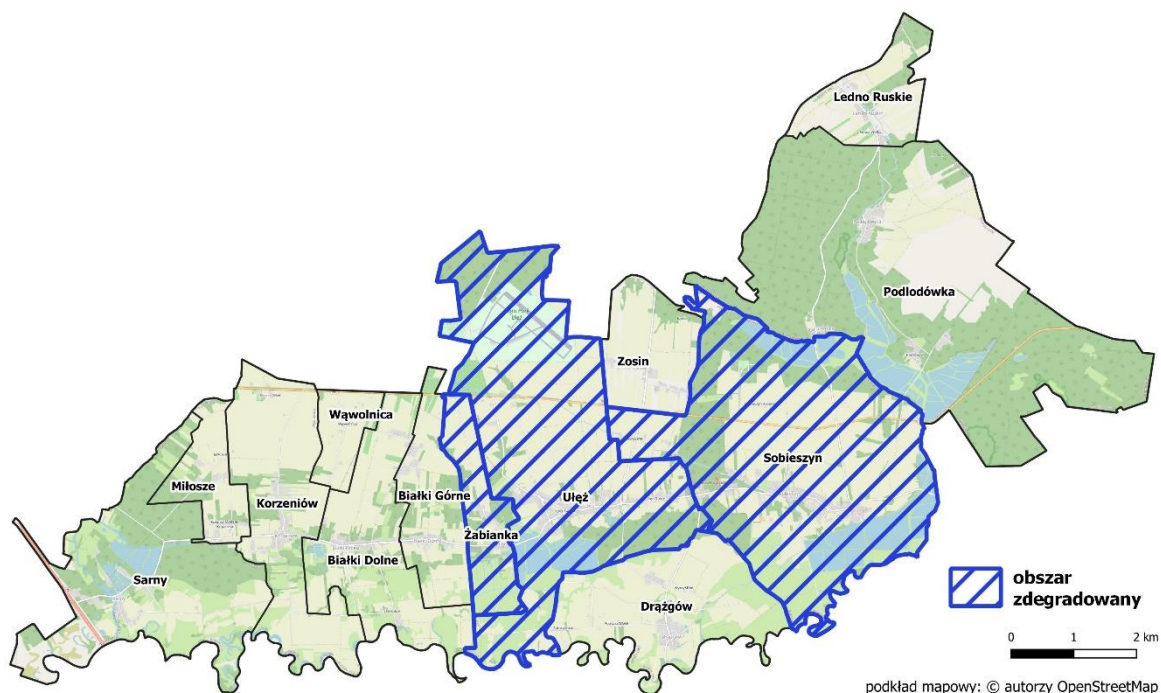 Ledno Ruskie
Podlodówka
Zosin
Wąwolnica
Sobieszyn
Miłosze
Białki Górne
Ułęż
Korzeniów
Żabianka
Białki Dolne
Sarny
Drążgów
obszar
zdegradowany
0 1 2 km
podkład mapowy: © autorzy OpenStreetMap